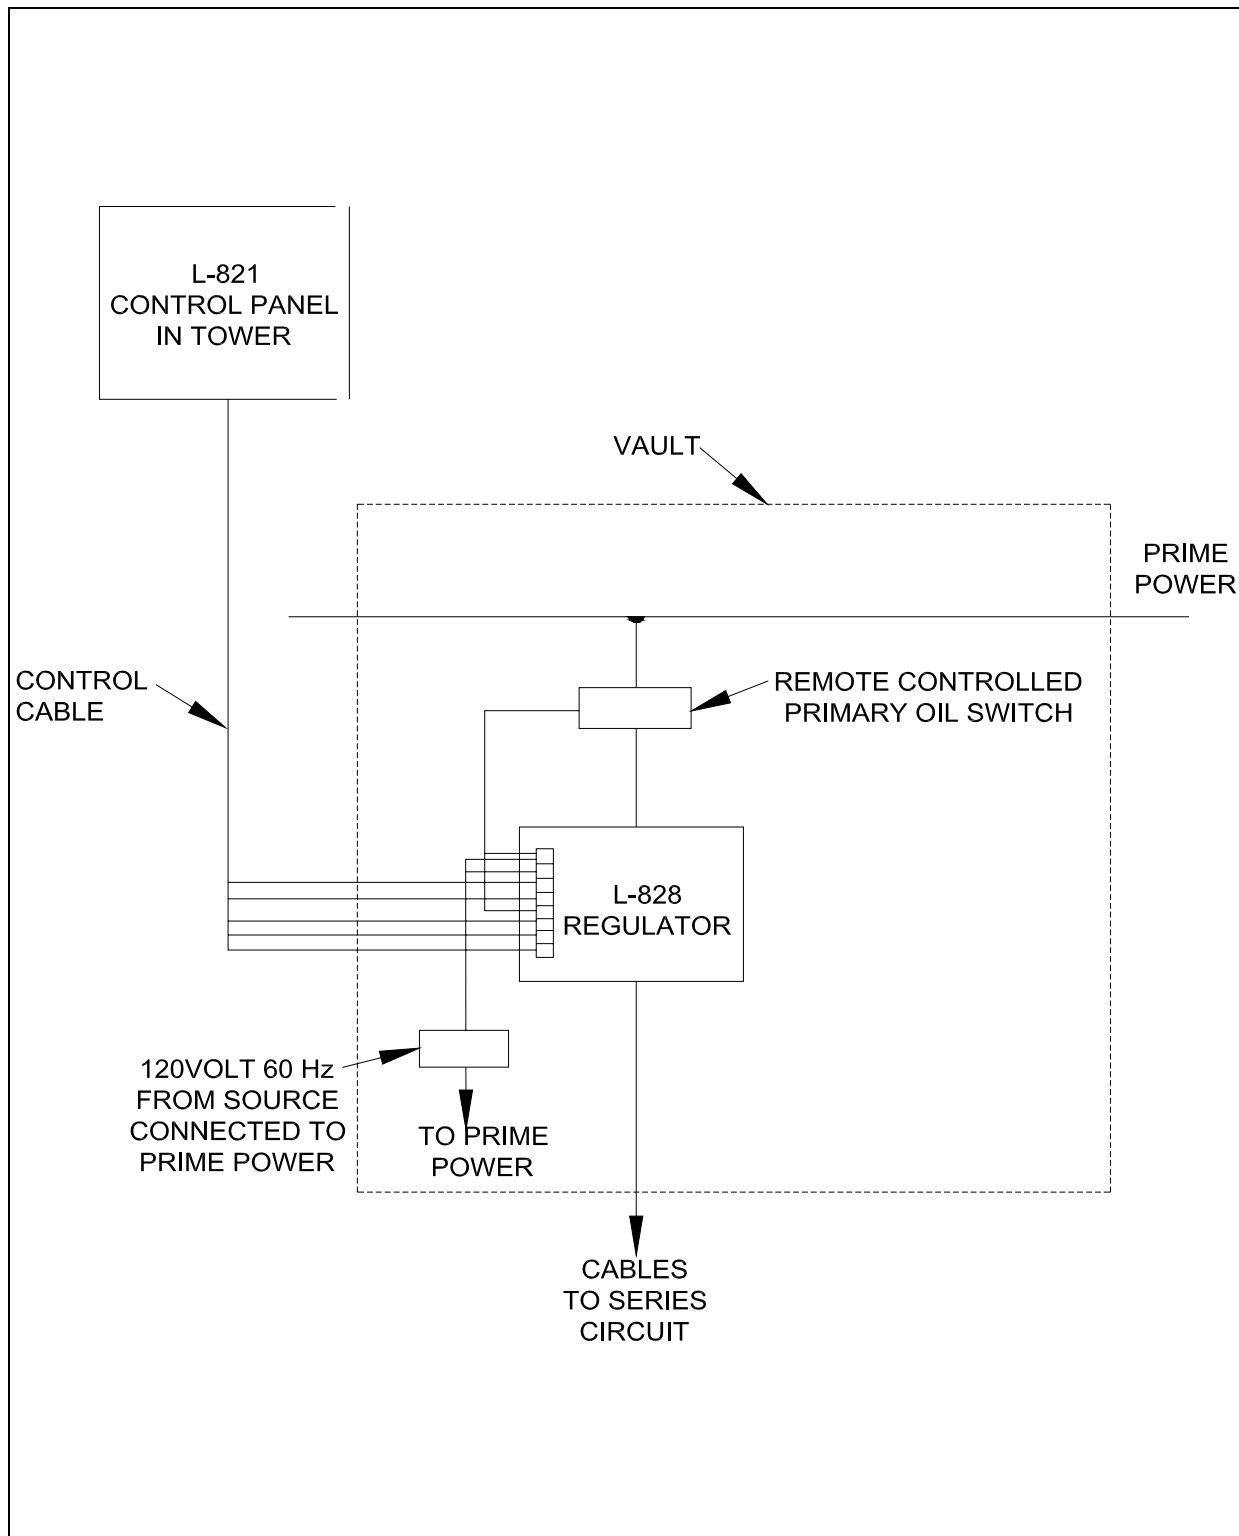 L-821
CONTROL PANEL
IN TOWER
VAULT
PRIME
POWER
CONTROL
CABLE
REMOTE CONTROLLED
PRIMARY OIL SWITCH
L-828
REGULATOR
120VOLT 60 Hz
FROM SOURCE
CONNECTED TO
PRIME POWER
TO PRIME
POWER
CABLES
TO SERIES
CIRCUIT